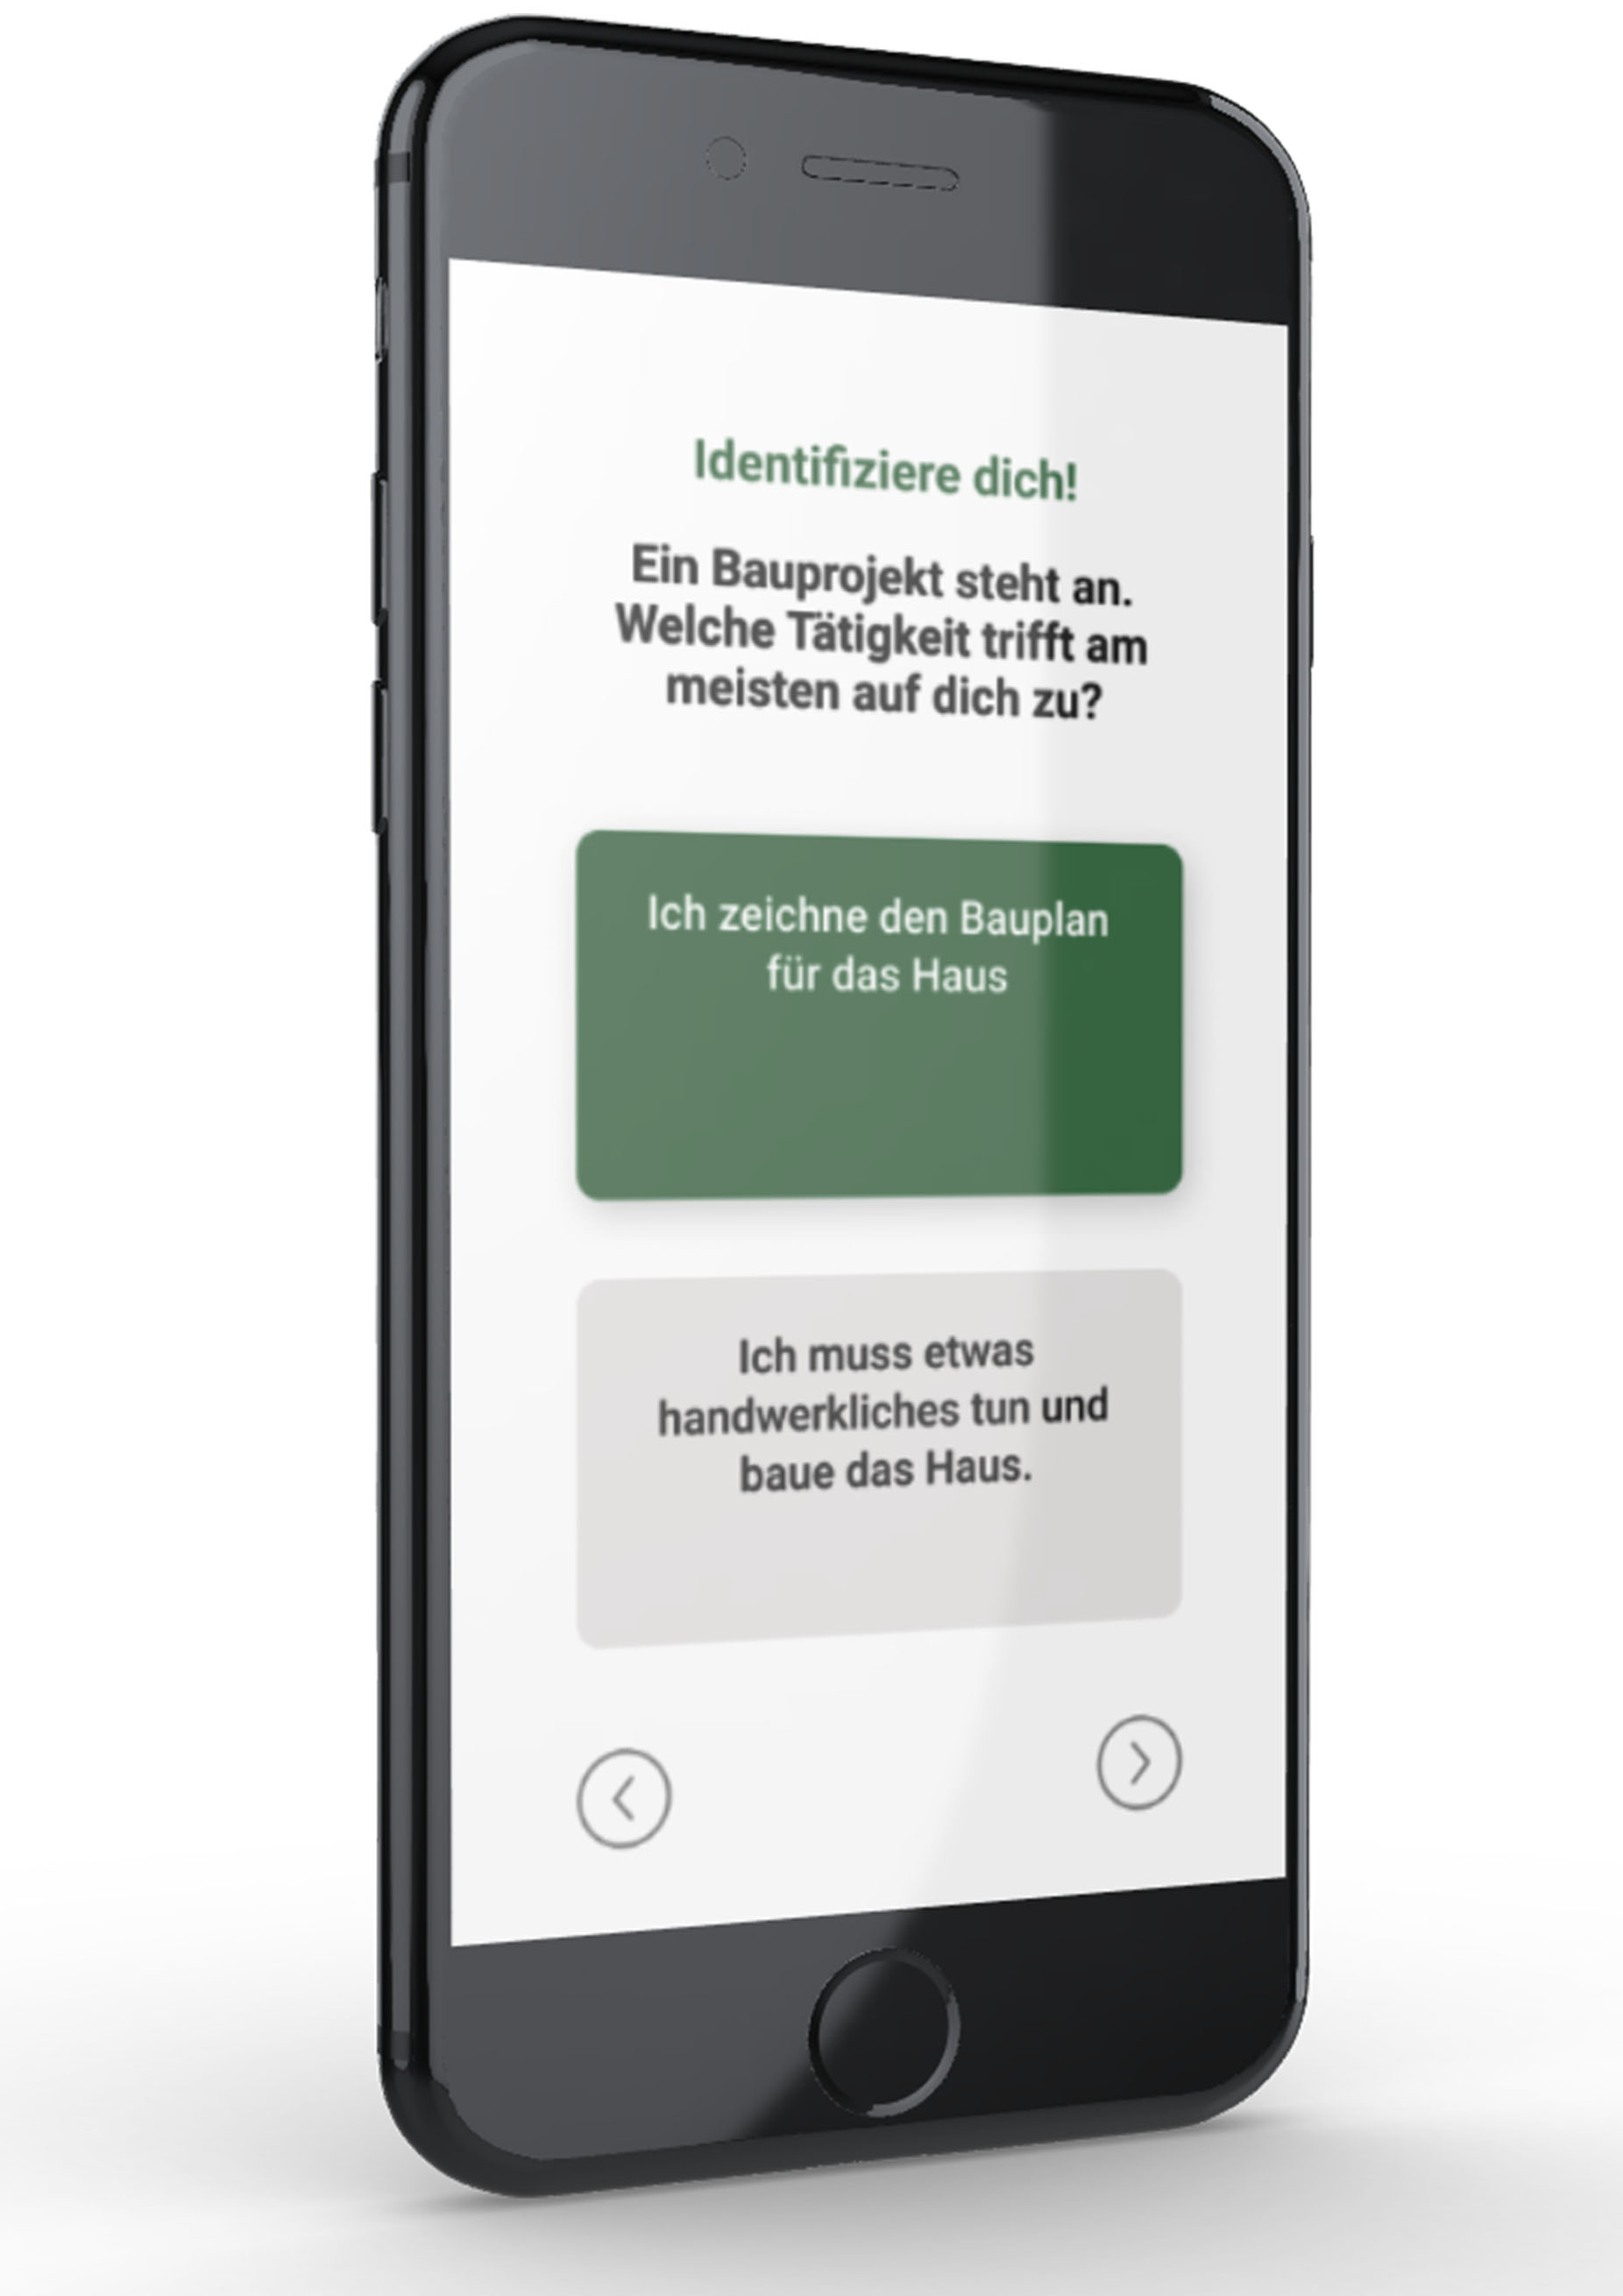 Identifiziere dich!
Ein Bauprojekt steht an.
Welche Tätigkeit trifft am
meisten auf dich zu?
Ich zeichne den Bauplan
für das Haus
Ich muss etwas
handwerkliches tun und
baue das Haus.